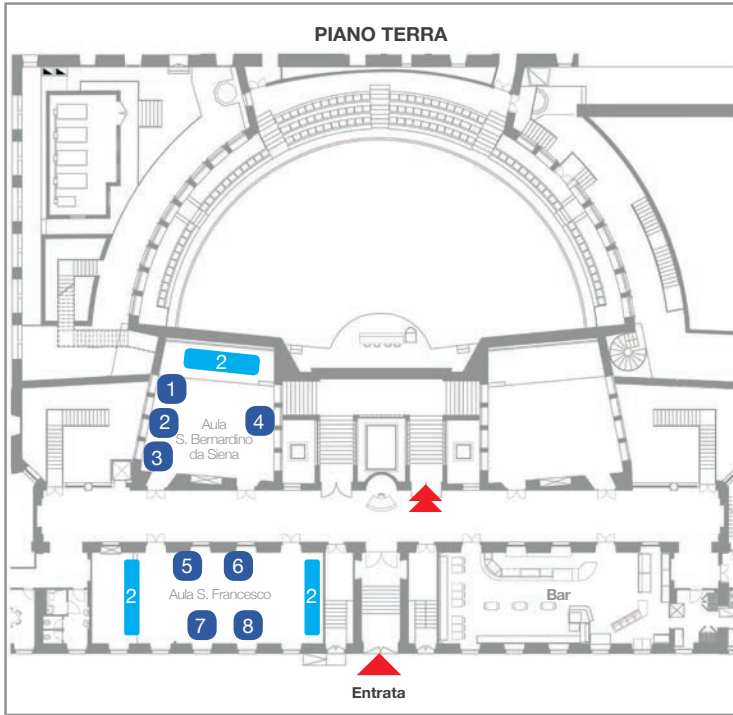 PIANO TERRA
2
1
2
4
Aula
S. Bernardino
da Siena
3
5
6
2
2
Aula S. Francesco
Bar
7
8
Entrata